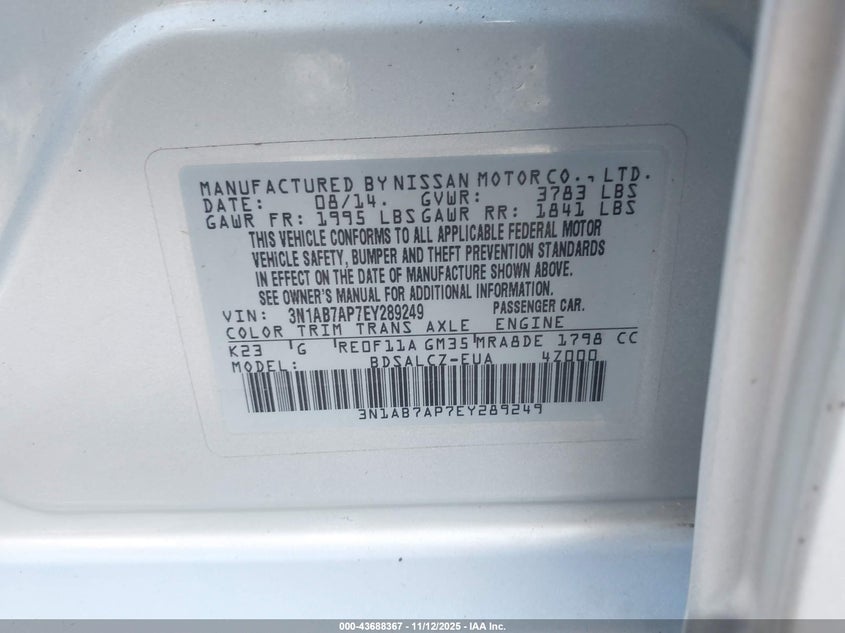 MANUFACTURED BY NISSAN MOTOR CO., LTD.
DATE: 08/14. GVWR: 3783 LBS
GAWR FR: 1995 LBS GAWR RR: 1841 LBS
THIS VEHICLE CONFORMS TO ALL APPLICABLE FEDERAL MOTOR
VEHICLE SAFETY, BUMPER AND THEFT PREVENTION STANDARDS
IN EFFECT ON THE DATE OF MANUFACTURE SHOWN ABOVE.
SEE OWNER'S MANUAL FOR ADDITIONAL INFORMATION.
VIN: 3N1AB7AP7EY289249 PASSENGER CAR.
COLOR TRIM TRANS AXLE ENGINE
K23 G RE0F11A GM35 MRA8DE 1798 CC
MODEL: BDSALCZ-EUA 4Z000
3N1AB7AP7EY289249
000-43688367 - 11/12/2025 - IAA Inc.